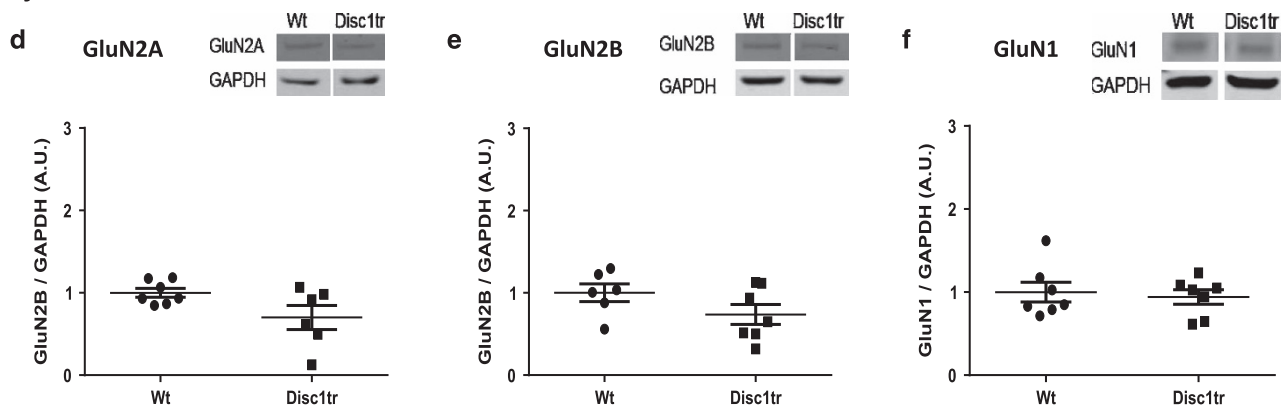 d
GluN2A
Wt Disc1tr
GluN2A
GAPDH
GluN2B / GAPDH (A.U.)
3
2
1
0
Wt Disc1tr
e
GluN2B
Wt Disc1tr
GluN2B
GAPDH
GluN2B / GAPDH (A.U.)
3
2
1
0
Wt Disc1tr
f
GluN1
Wt Disc1tr
GluN1
GAPDH
GluN1 / GAPDH (A.U.)
3
2
1
0
Wt Disc1tr